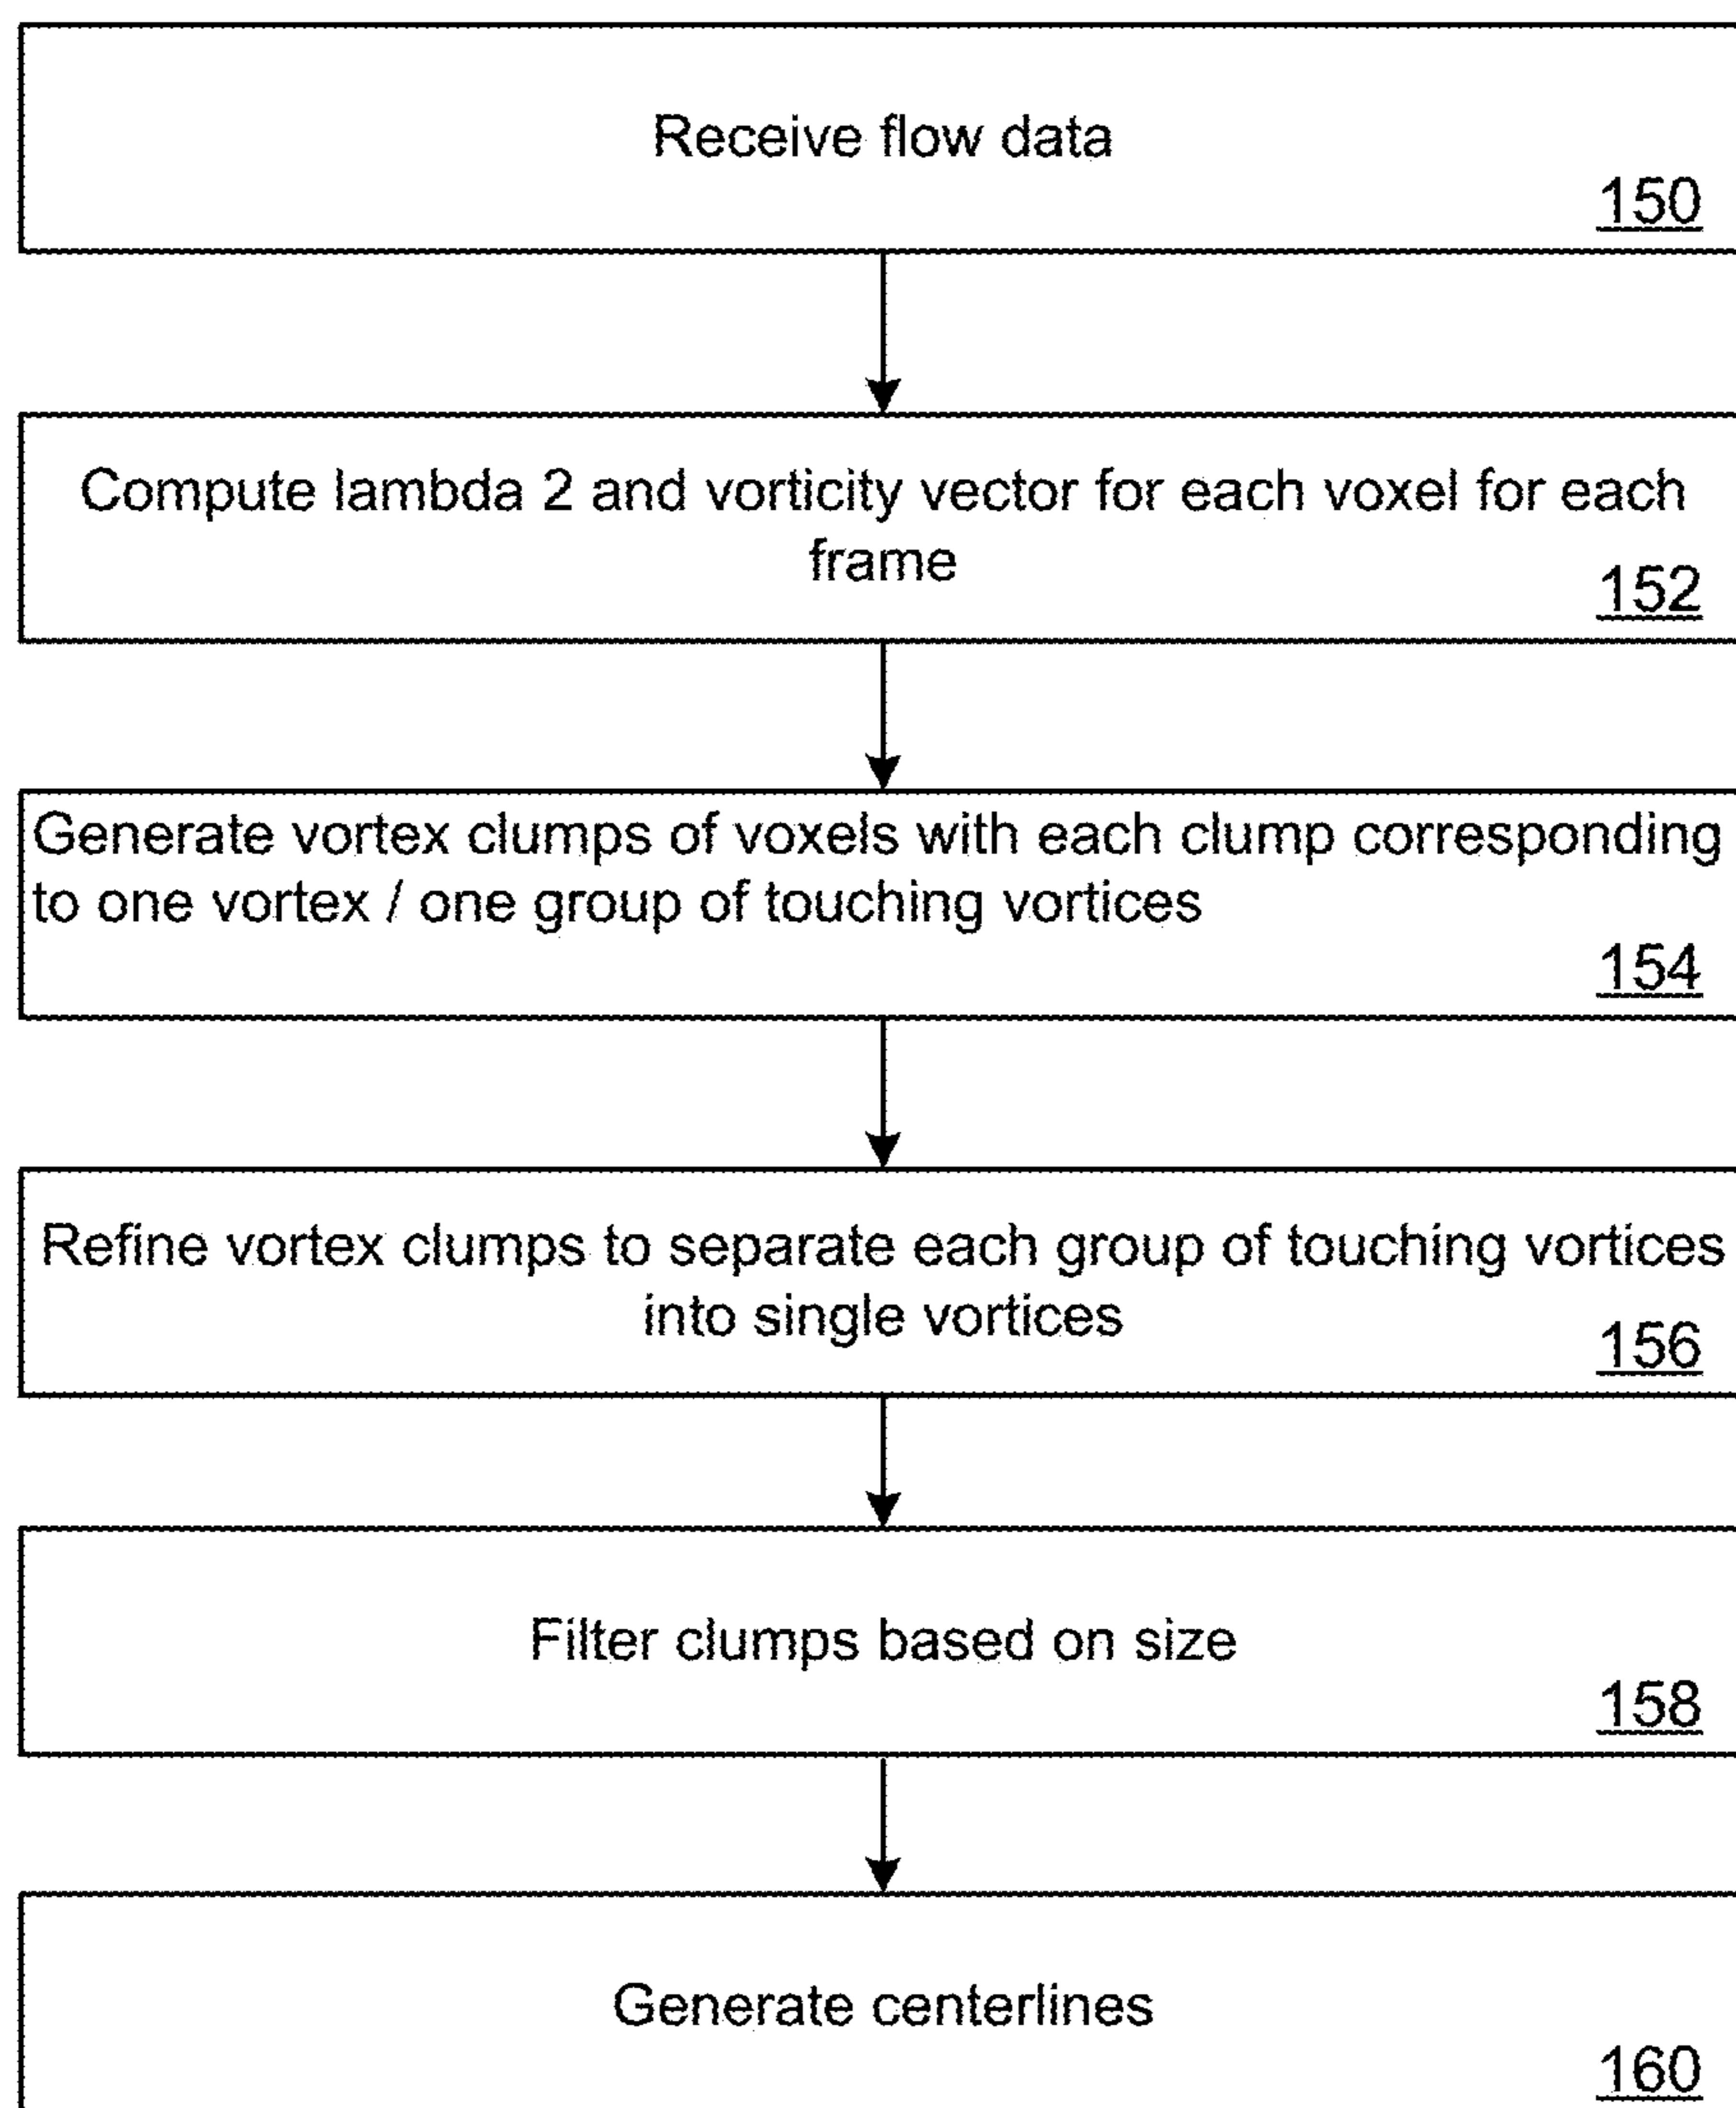 Receive flow data
150
Compute lambda 2 and vorticity vector for each voxel for each
frame
152
Generate vortex clumps of voxels with each clump corresponding
to one vortex / one group of touching vortices
154
Refine vortex clumps to separate each group of touching vortices
into single vortices
156
Filter clumps based on size
158
Generate centerlines
160